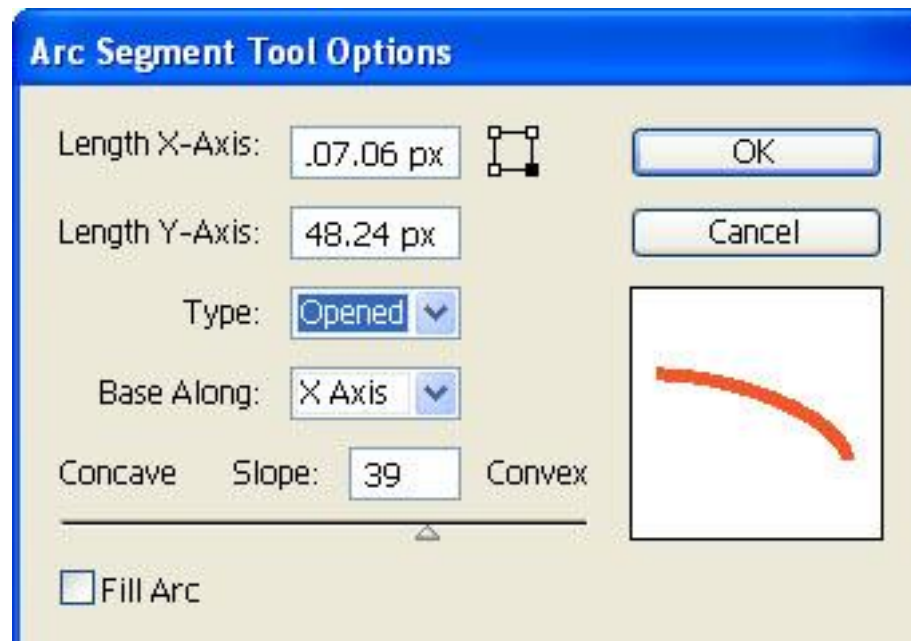 Arc Segment Tool Options
Length X-Axis: .07.06 px
OK
Length Y-Axis: 48.24 px
Cancel
Type: Opened
Base Along: X Axis
Concave Slope: 39 Convex
Fill Arc